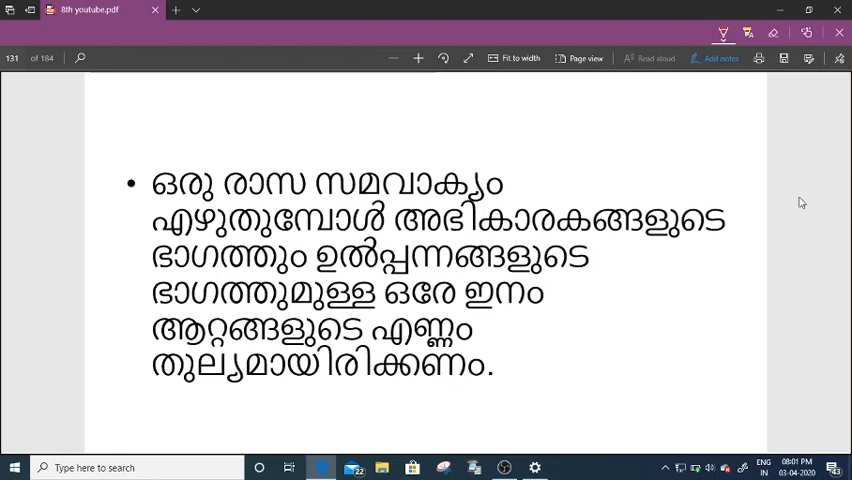 8th youtube.pdf
131 of 184
Fit to width
Page view
Read aloud
Add notes
• ഒരു രാസ സമവാക്യം
എഴുതുമ്പോൾ അഭികാരകങ്ങളുടെ
ഭാഗത്തും ഉൽപ്പന്നങ്ങളുടെ
ഭാഗത്തുമുള്ള ഒരേ ഇനം
ആറ്റങ്ങളുടെ എണ്ണം
തുല്യമായിരിക്കണം.
Type here to search
22
ENG
IN
08:01 PM
03-04-2020
43